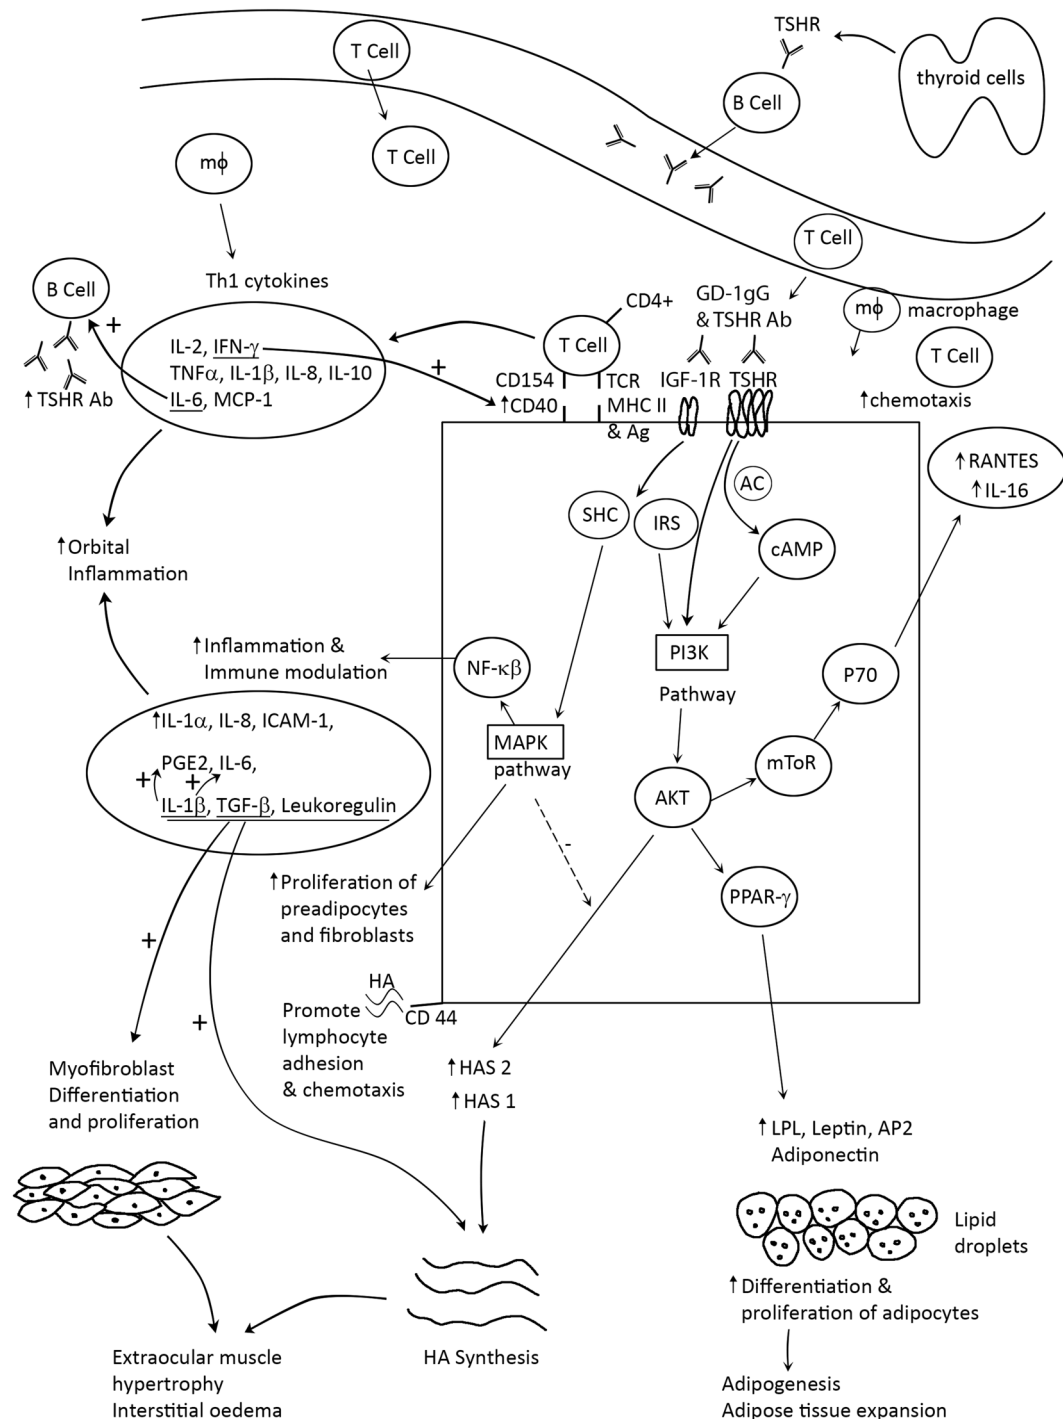 TSHR
thyroid cells
T Cell
B Cell
T Cell
mϕ
T Cell
Th1 cytokines
B Cell
+
CD4+
GD-1gG
& TSHR Ab
mϕ
macrophage
T Cell
T Cell
IL-2, IFN-γ
TNFα, IL-1β, IL-8, IL-10
IL-6, MCP-1
+
↑TSHR Ab
CD154
↑CD40
TCR
MHC II
& Ag
IGF-1R
TSHR
↑chemotaxis
↑RANTES
↑IL-16
SHC
IRS
AC
cAMP
↑Orbital
Inflammation
↑Inflammation &
Immune modulation
NF-κβ
PI3K
Pathway
P70
↑IL-1α, IL-8, ICAM-1,
PGE2, IL-6,
+ +
IL-1β, TGF-β, Leukoregulin
MAPK
pathway
mToR
AKT
-
PPAR-γ
↑Proliferation of
preadipocytes
and fibroblasts
+
+
HA
CD 44
Promote
lymphocyte
adhesion
& chemotaxis
Myofibroblast
Differentiation
and proliferation
↑HAS 2
↑HAS 1
↑LPL, Leptin, AP2
Adiponectin
Lipid
droplets
↑Differentiation &
proliferation of adipocytes
HA Synthesis
Extraocular muscle
hypertrophy
Interstitial oedema
Adipogenesis
Adipose tissue expansion